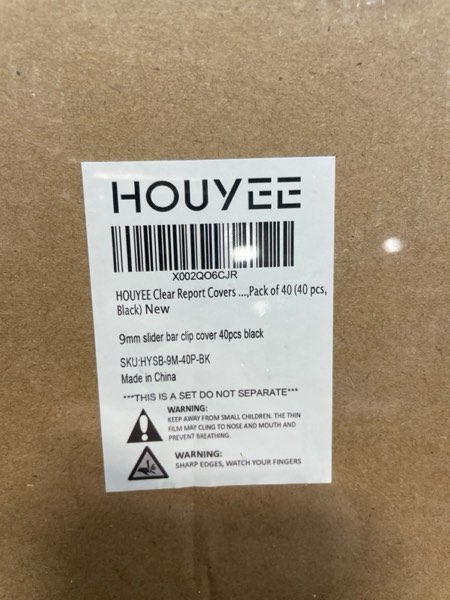 HOUYEE
X002QO6CJR
HOUYEE Clear Report Covers ...,Pack of 40 (40 pcs,
Black) New
9mm slider bar clip cover 40pcs black
SKU:HYSB-9M-40P-BK
Made in China
***THIS IS A SET DO NOT SEPARATE***
WARNING:
KEEP AWAY FROM SMALL CHILDREN. THE THIN
FILM MAY CLING TO NOSE AND MOUTH AND
PREVENT BREATHING.
WARNING:
SHARP EDGES, WATCH YOUR FINGERS